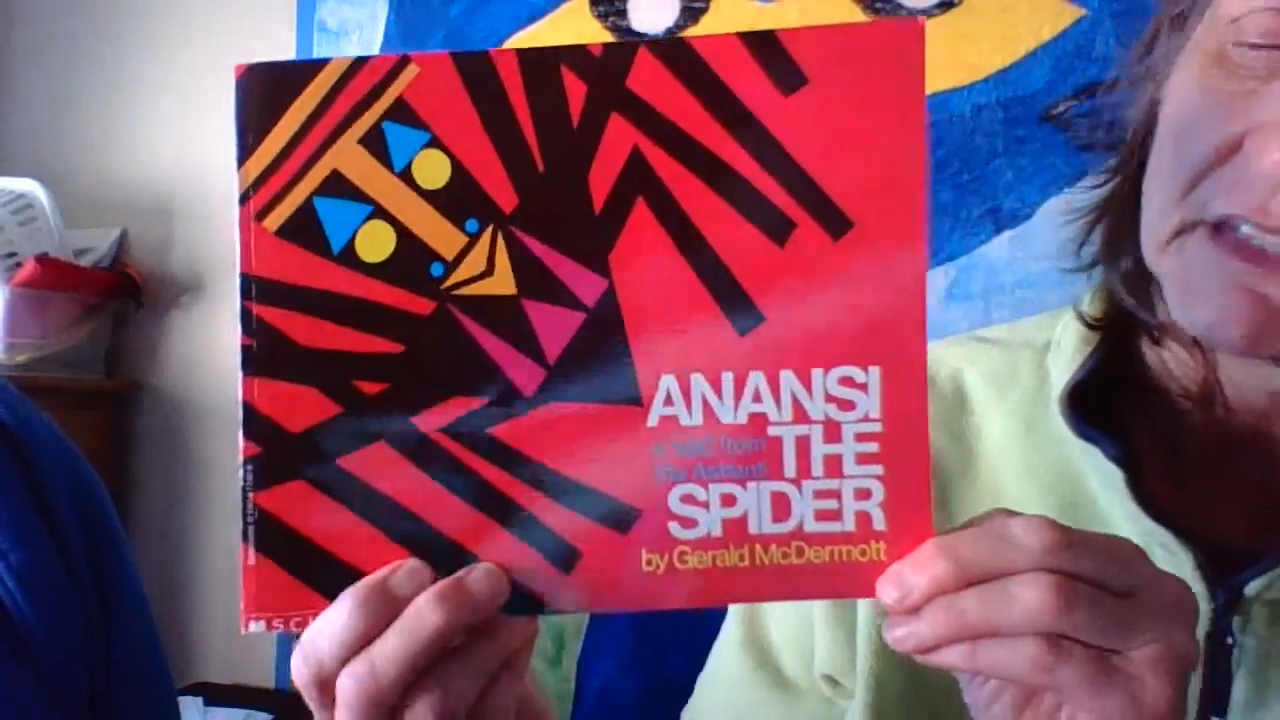 ANANSI
a tale from THE
the Ashanti
SPIDER
by Gerald McDermott